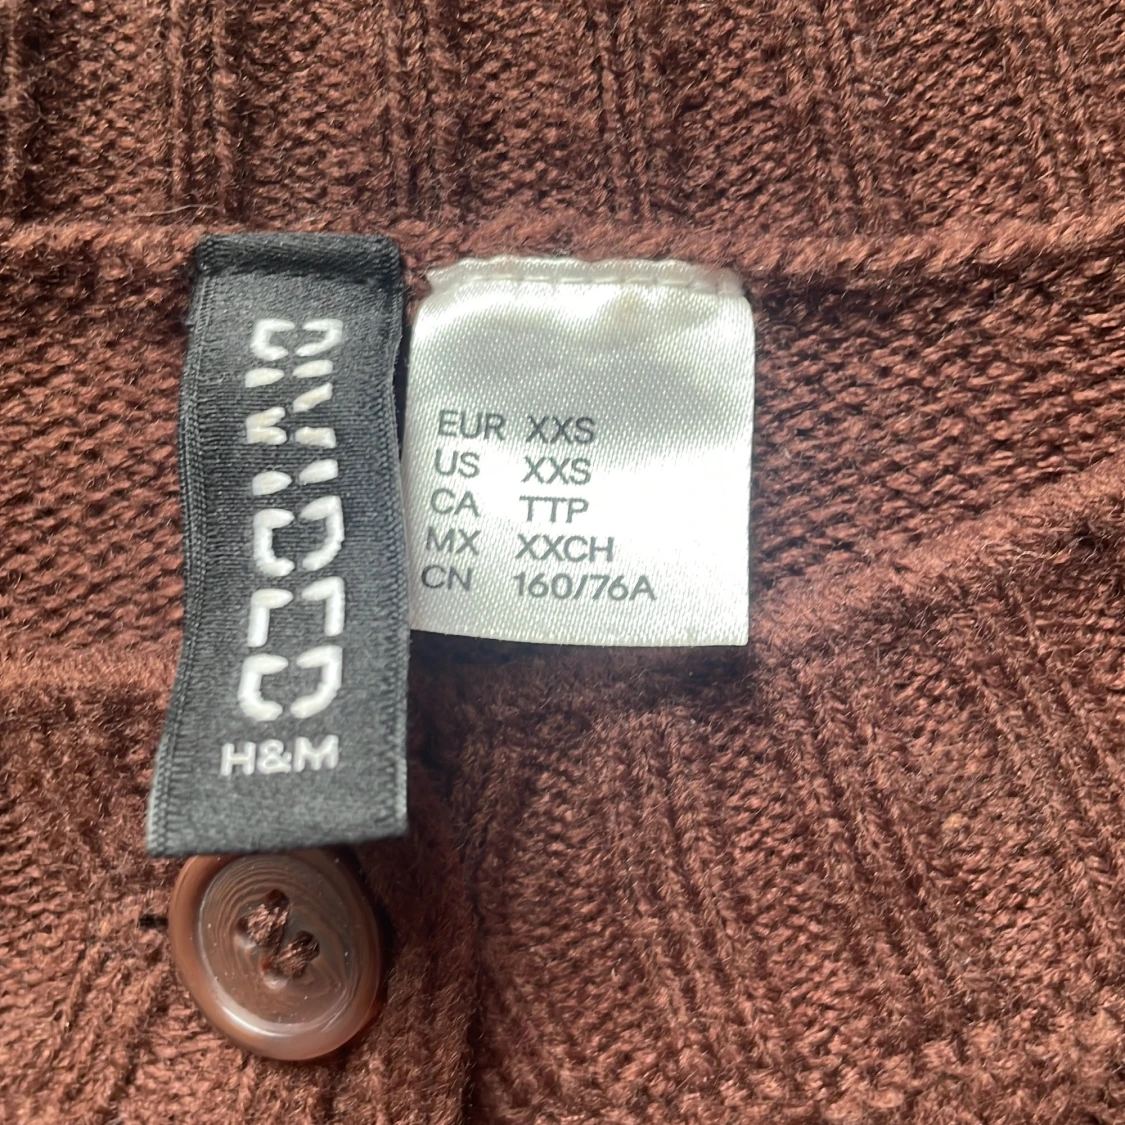 DIVIDED
H&M
EUR XXS
US XXS
CA TTP
MX XXCH
CN 160/76A